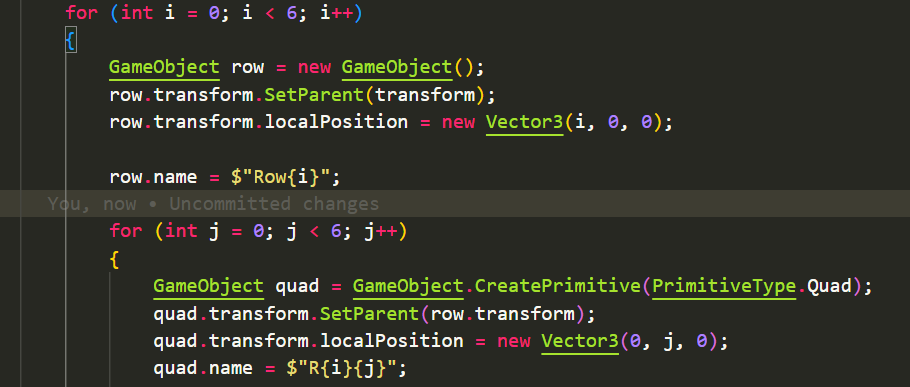 for (int i = 0; i < 6; i++)
{
GameObject row = new GameObject();
row.transform.SetParent(transform);
row.transform.localPosition = new Vector3(i, 0, 0);
row.name = $"Row{i}";
You, now • Uncommitted changes
for (int j = 0; j < 6; j++)
{
GameObject quad = GameObject.CreatePrimitive(PrimitiveType.Quad);
quad.transform.SetParent(row.transform);
quad.transform.localPosition = new Vector3(0, j, 0);
quad.name = $"R{i}{j}";